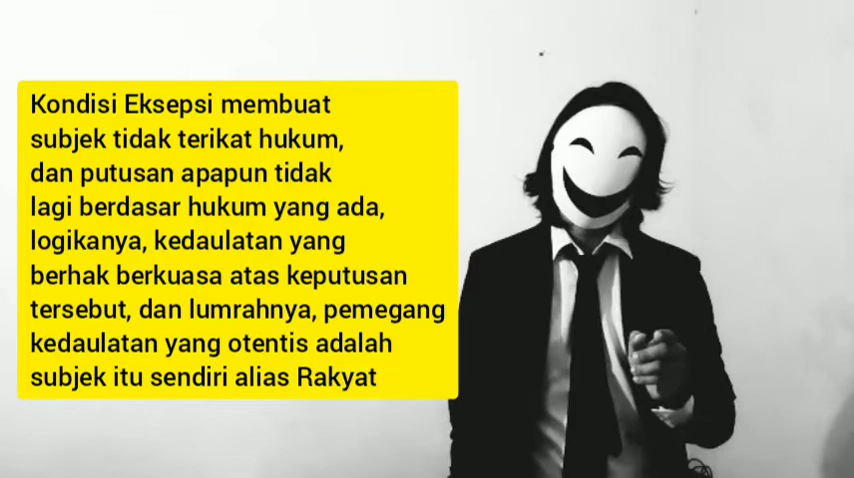 Kondisi Eksepsi membuat
subjek tidak terikat hukum,
dan putusan apapun tidak
lagi berdasar hukum yang ada,
logikanya, kedaulatan yang
berhak berkuasa atas keputusan
tersebut, dan lumrahnya, pemegang
kedaulatan yang otentis adalah
subjek itu sendiri alias Rakyat